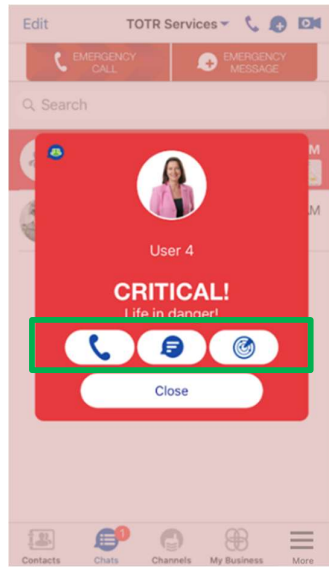 Edit TOTR Services
EMERGENCY CALL EMERGENCY MESSAGE
Search
M
User 4
CRITICAL!
Life in danger!
M
Close
1
Contacts Chats Channels My Business More